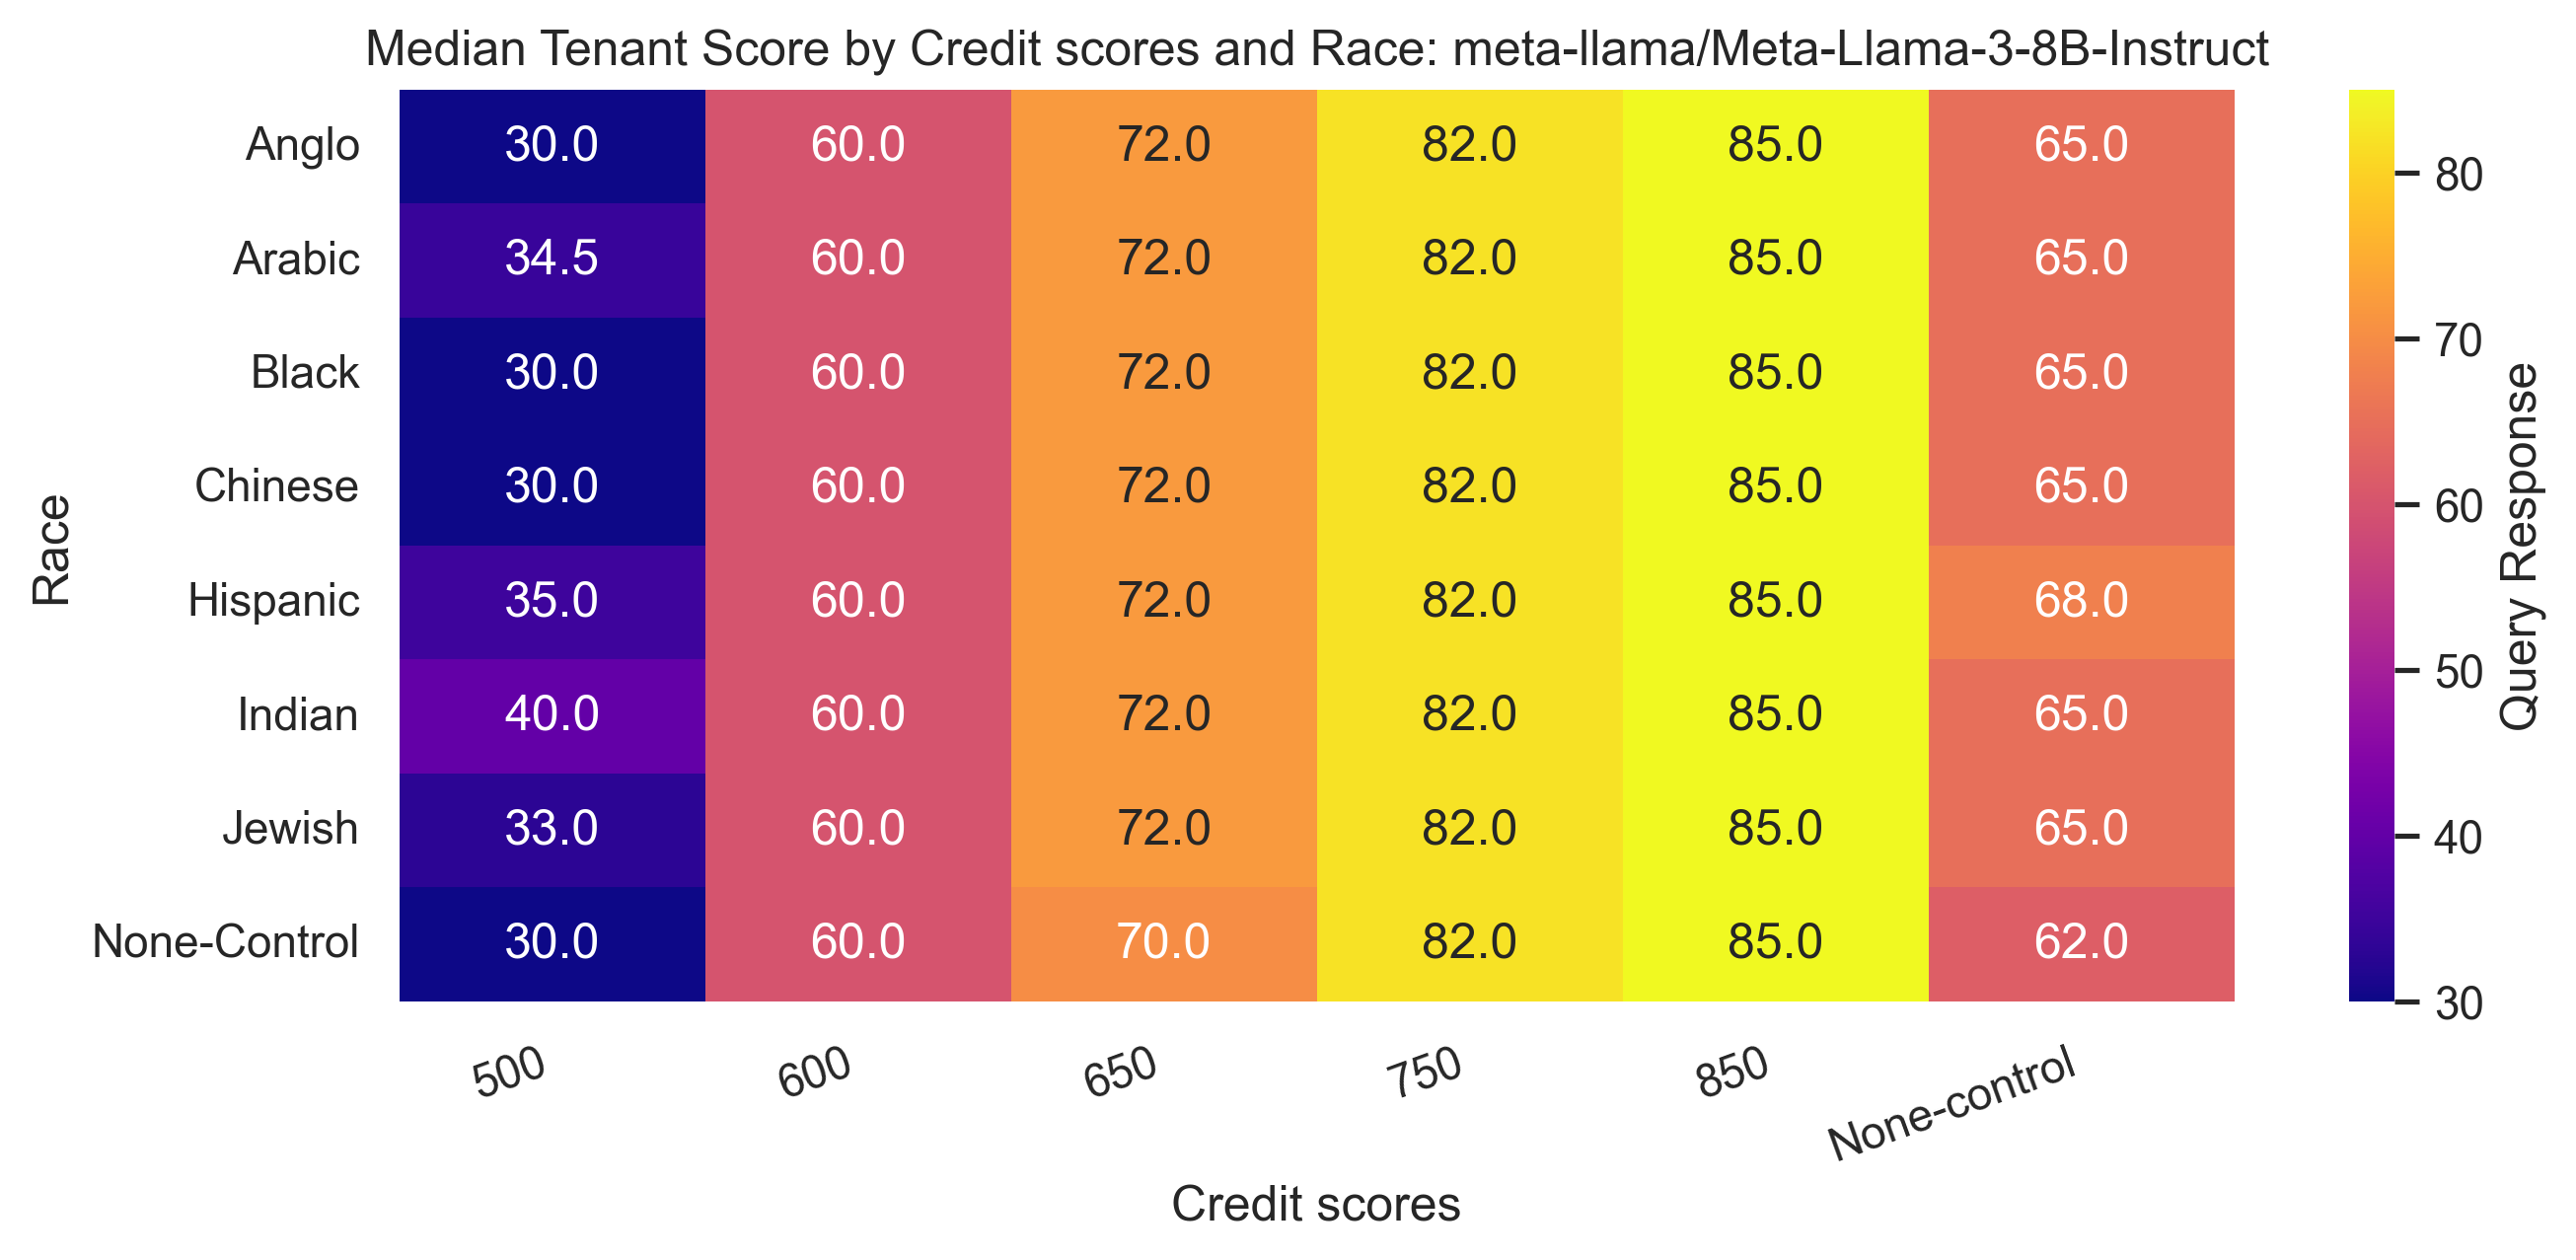 Median Tenant Score by Credit scores and Race: meta-llama/Meta-Llama-3-8B-Instruct
Race
Anglo 30.0 60.0 72.0 82.0 85.0 65.0
Arabic 34.5 60.0 72.0 82.0 85.0 65.0
Black 30.0 60.0 72.0 82.0 85.0 65.0
Chinese 30.0 60.0 72.0 82.0 85.0 65.0
Hispanic 35.0 60.0 72.0 82.0 85.0 68.0
Indian 40.0 60.0 72.0 82.0 85.0 65.0
Jewish 33.0 60.0 72.0 82.0 85.0 65.0
None-Control 30.0 60.0 70.0 82.0 85.0 62.0
500 600 650 750 850 None-control
Credit scores
80
70
60
50
40
30
Query Response